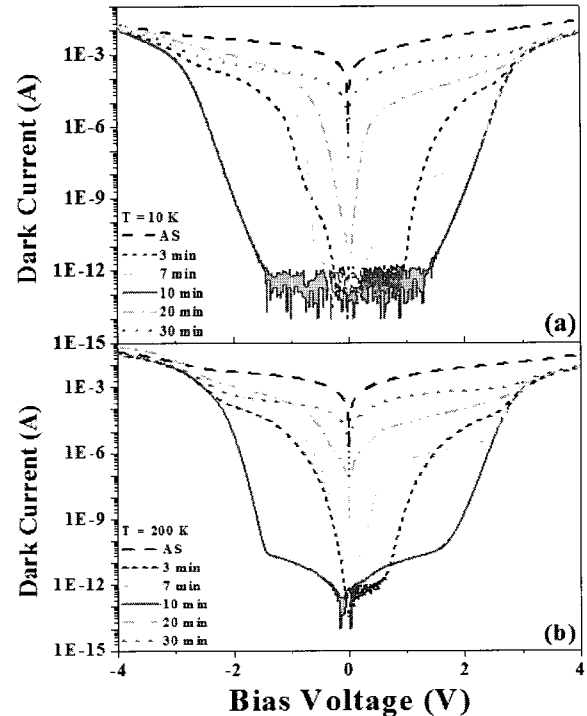 1E-3
1E-6
1E-9
1E-12
1E-15
Dark Current (A)
T = 10 K
AS
3 min
7 min
10 min
20 min
30 min
(a)
1E-3
1E-6
1E-9
1E-12
1E-15
Dark Current (A)
T = 200 K
AS
3 min
7 min
10 min
20 min
30 min
(b)
-4 -2 0 2 4
Bias Voltage (V)